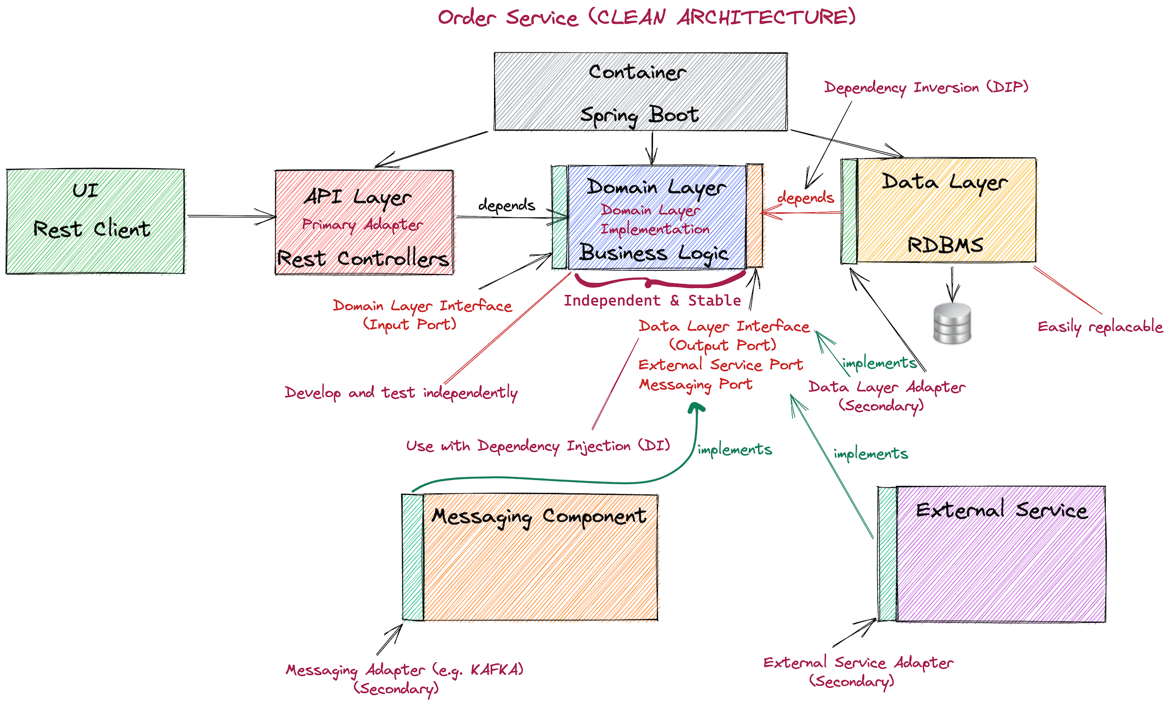 Order Service (CLEAN ARCHITECTURE)
Container
Spring Boot
Dependency Inversion (DIP)
UI
Rest Client
API Layer
Primary Adapter
Rest Controllers
depends
Domain Layer
Domain Layer
Implementation
Business Logic
depends
Data Layer
RDBMS
Independent & Stable
Domain Layer Interface
(Input Port)
Data Layer Interface
(Output Port)
External Service Port
Messaging Port
Easily replacable
implements
Data Layer Adapter
(Secondary)
Develop and test independently
Use with Dependency Injection (DI)
implements
implements
Messaging Component
External Service
Messaging Adapter (e.g. KAFKA)
(Secondary)
External Service Adapter
(Secondary)